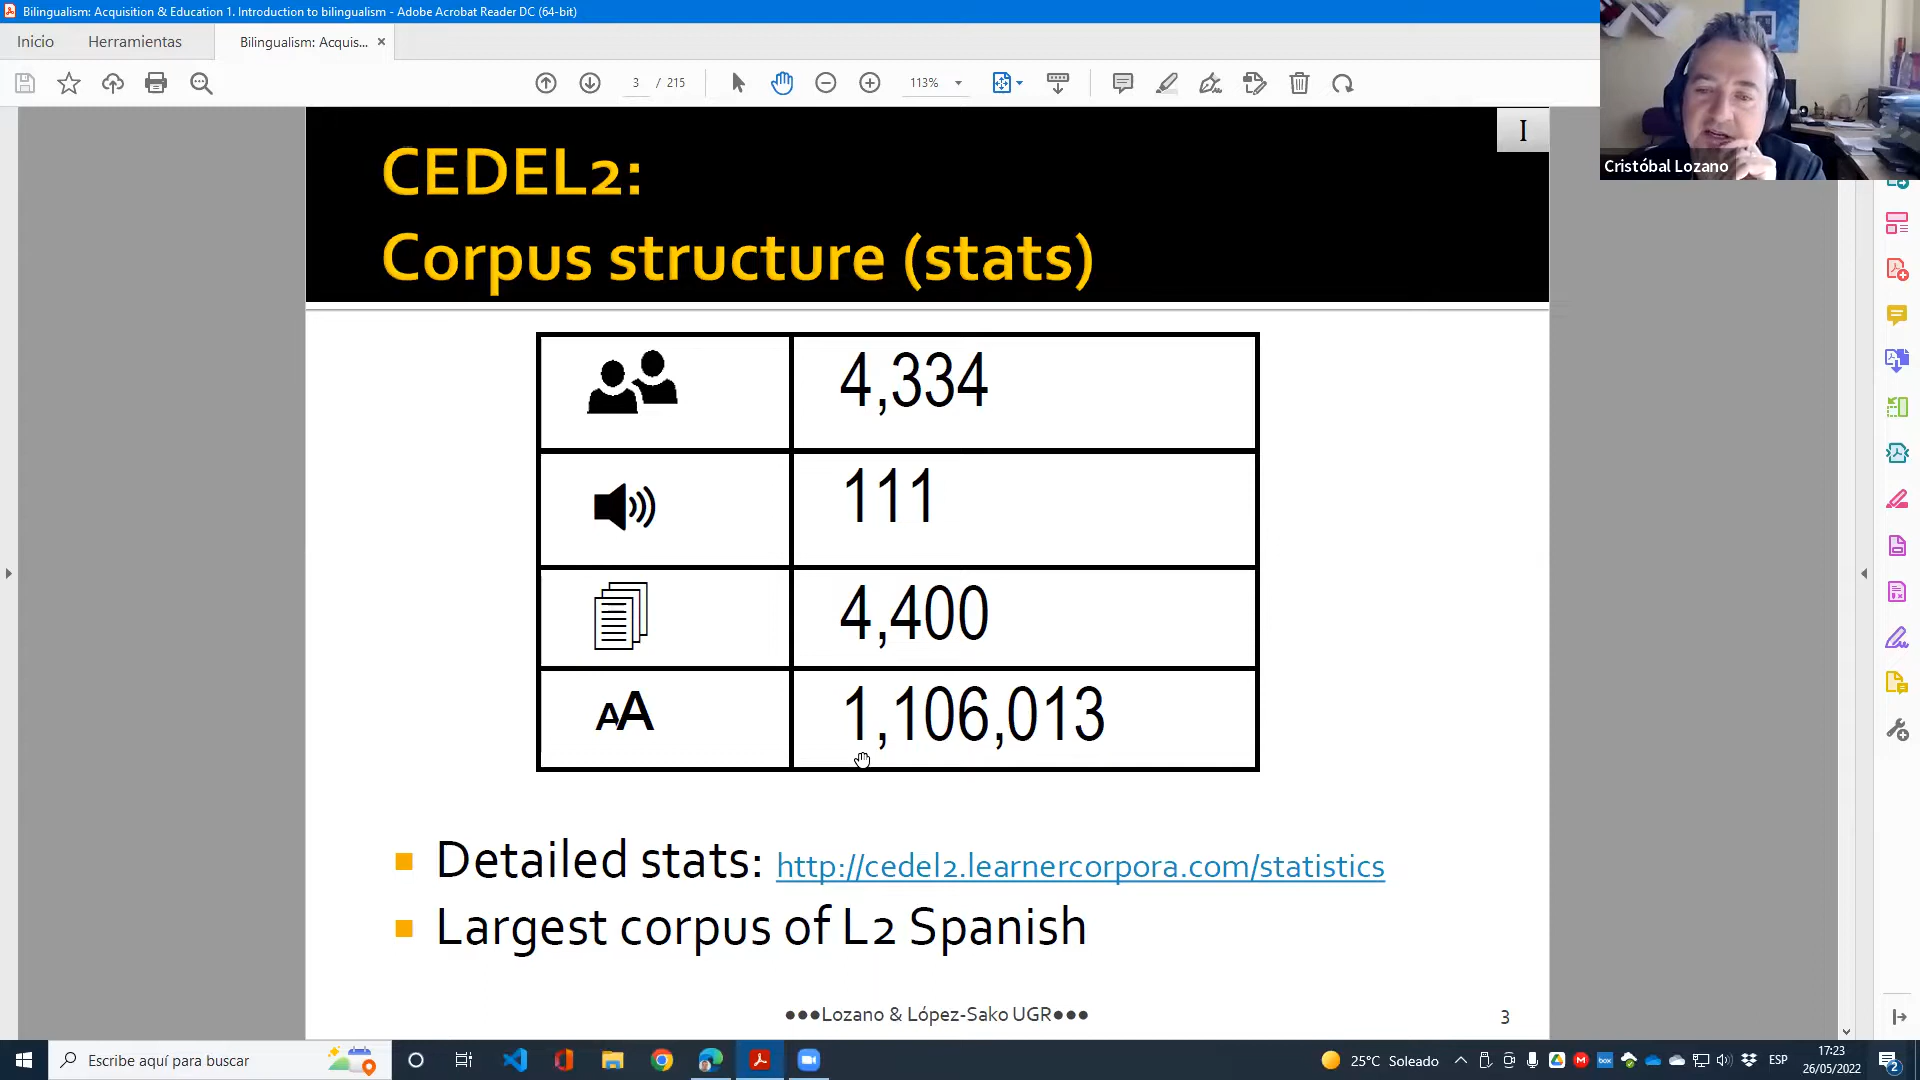 Bilingualism: Acquisition & Education 1. Introduction to bilingualism - Adobe Acrobat Reader DC (64-bit)
Inicio
Herramientas
Bilingualism: Acquis...
3 / 215
113%
Cristóbal Lozano
CEDEL2:
Corpus structure (stats)
4,334
111
4,400
AA
1,106,013
Detailed stats: http://cedel2.learnercorpora.com/statistics
Largest corpus of L2 Spanish
●●●Lozano & López-Sako UGR●●●
3
Escribe aquí para buscar
25°C Soleado
ESP
17:23
26/05/2022
2